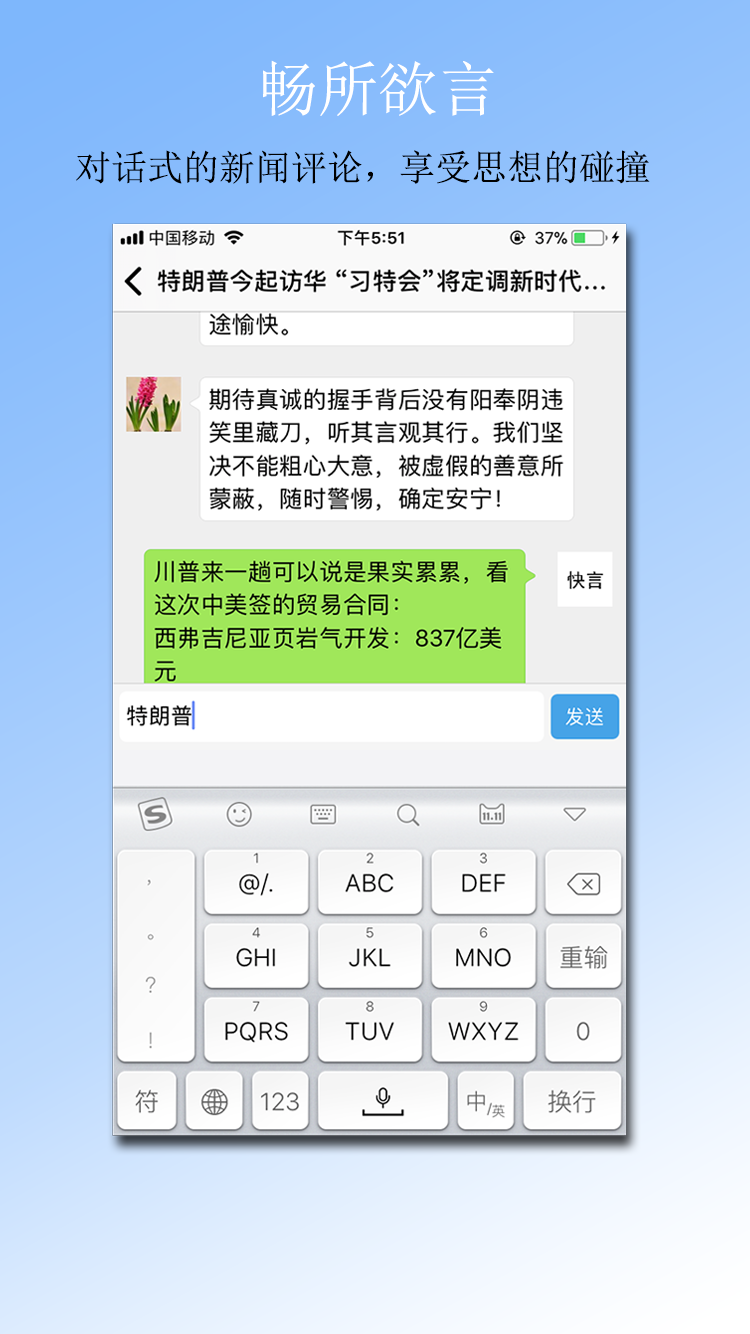 畅所欲言
对话式的新闻评论，享受思想的碰撞
中国移动 下午5:51 37%
特朗普今起访华 “习特会”将定调新时代...
途愉快。
期待真诚的握手背后没有阳奉阴违
笑里藏刀，听其言观其行。我们坚
决不能粗心大意，被虚假的善意所
蒙蔽，随时警惕，确定安宁！
川普来一趟可以说是果实累累，看
快言
这次中美签的贸易合同：
西弗吉尼亚页岩气开发：837亿美
元
特朗普 发送
S 11.11
， 1 @/. 2 ABC 3 DEF
。 4 GHI 5 JKL 6 MNO 重输
？ 7 PQRS 8 TUV 9 WXYZ 0
！
符 123 中/英 换行